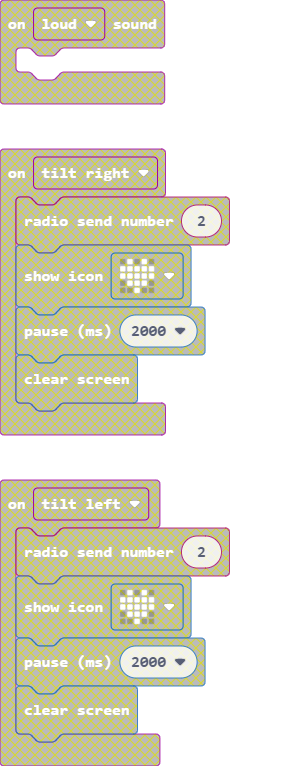 on loud sound
on tilt right
radio send number 2
show icon
pause (ms) 2000
clear screen
on tilt left
radio send number 2
show icon
pause (ms) 2000
clear screen